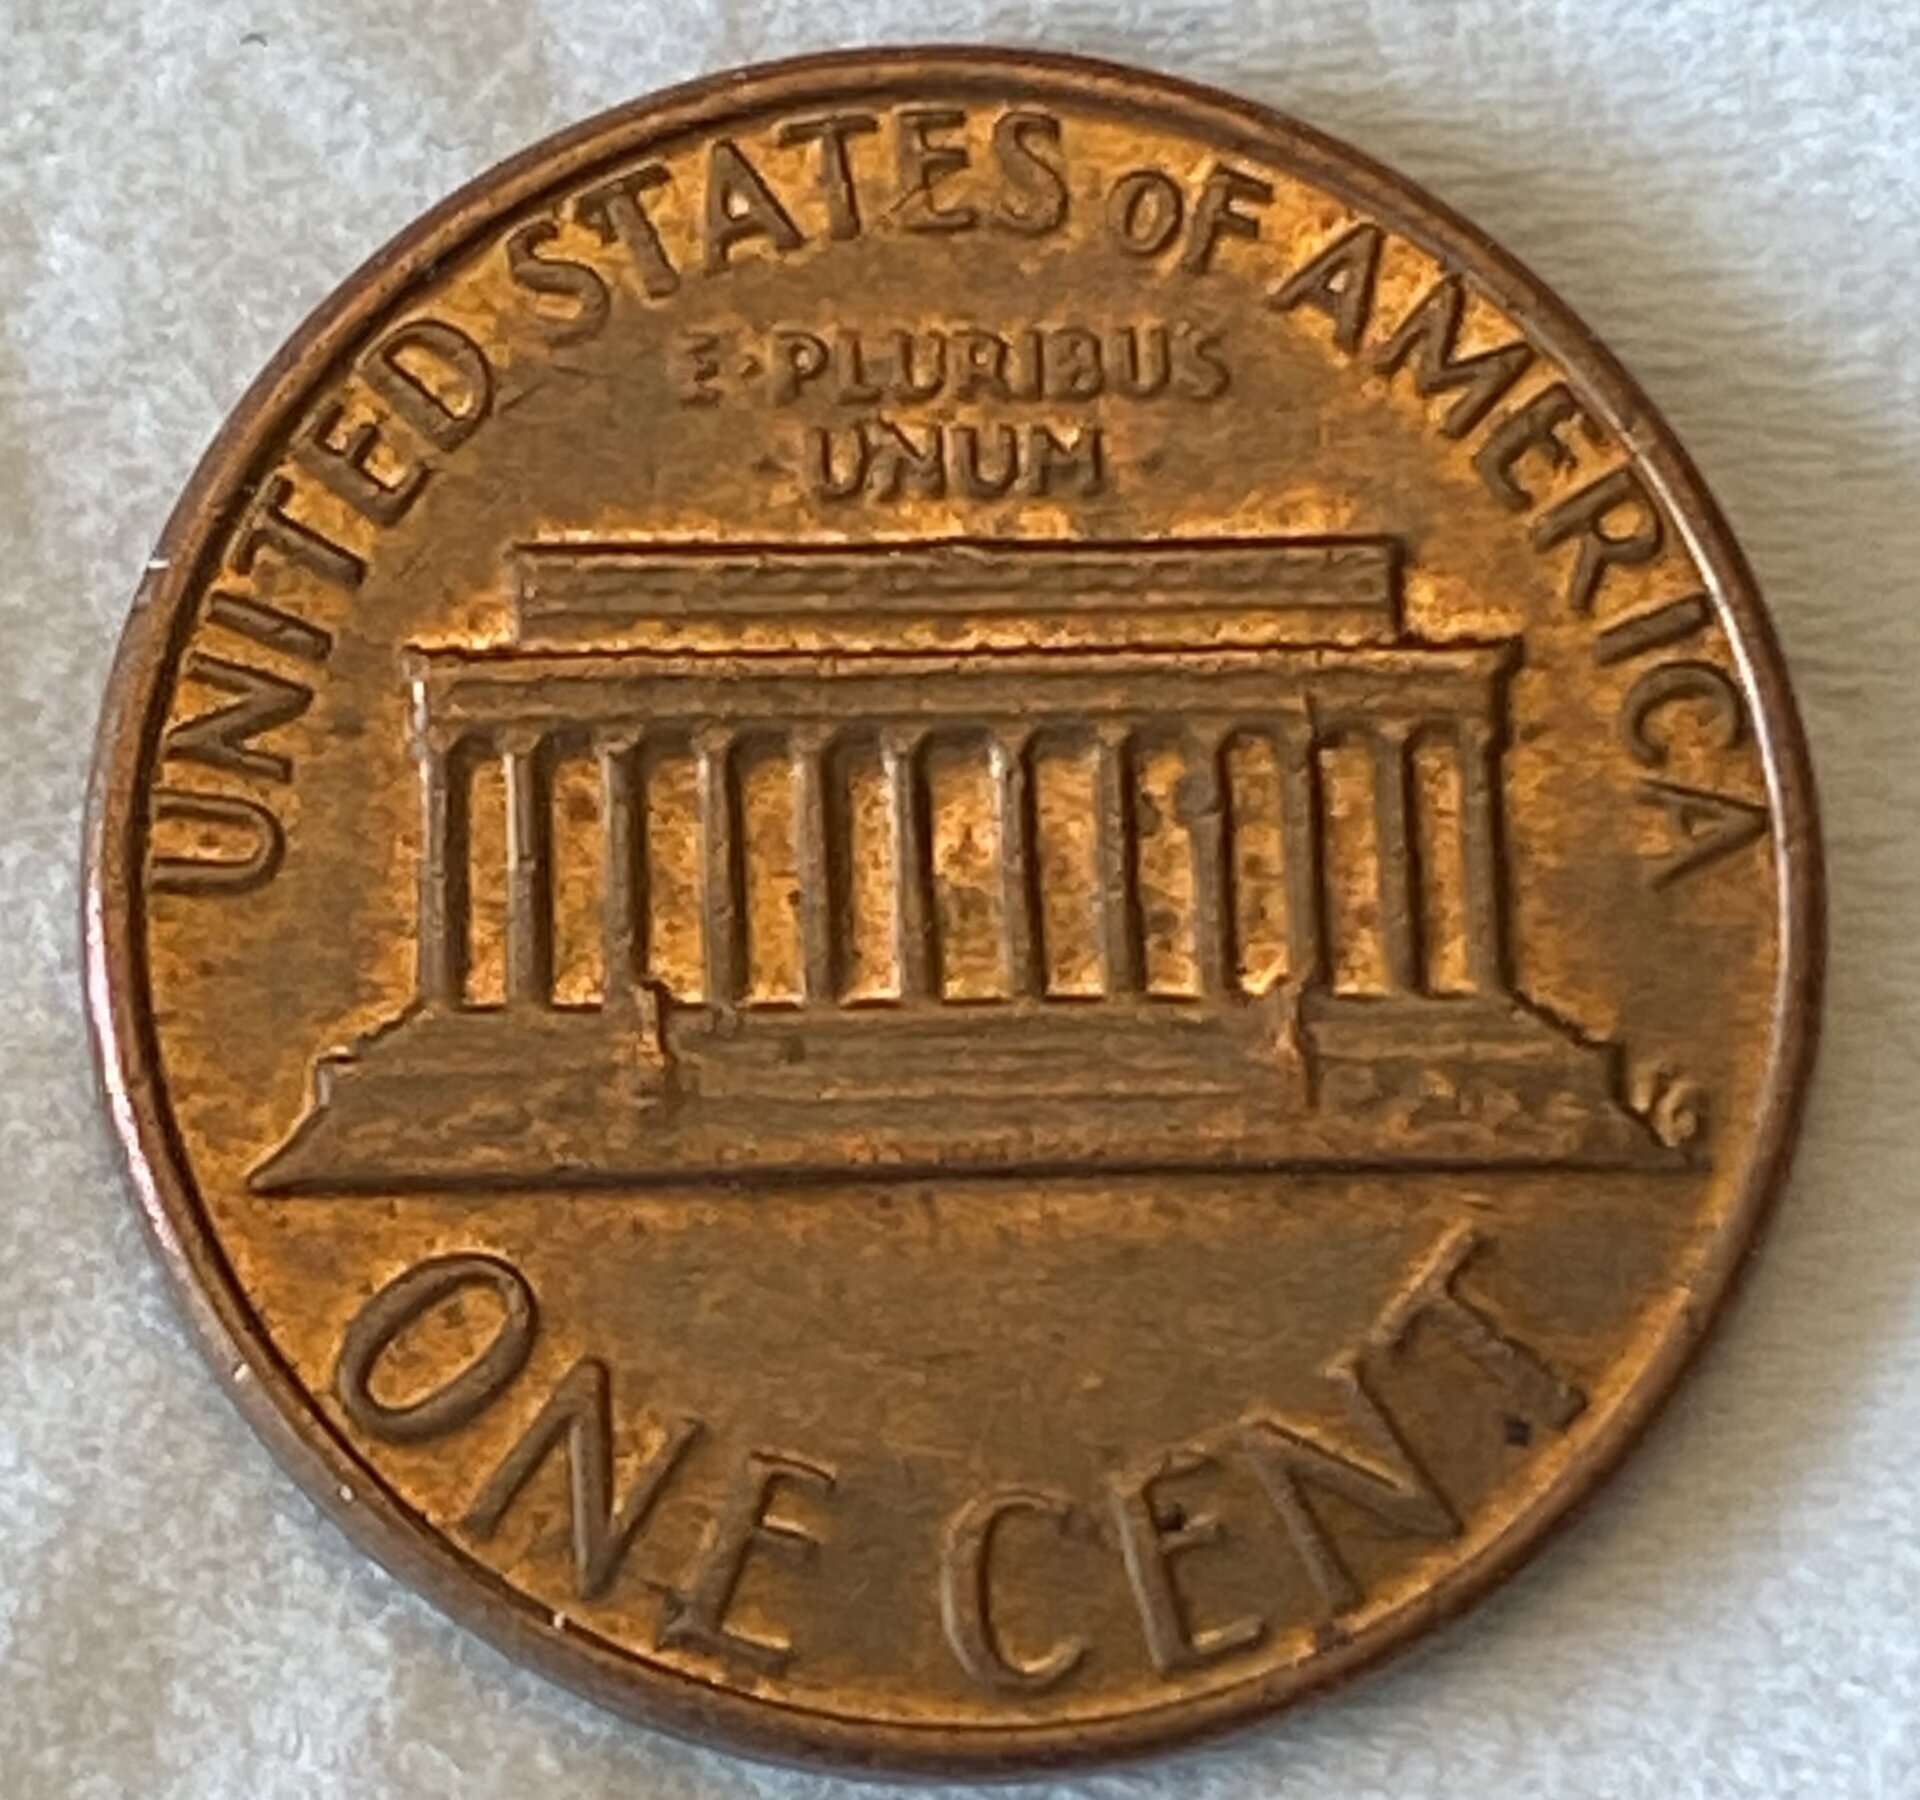 UNITED STATES OF AMERICA
E·PLURIBUS
UNUM
ONE CENT